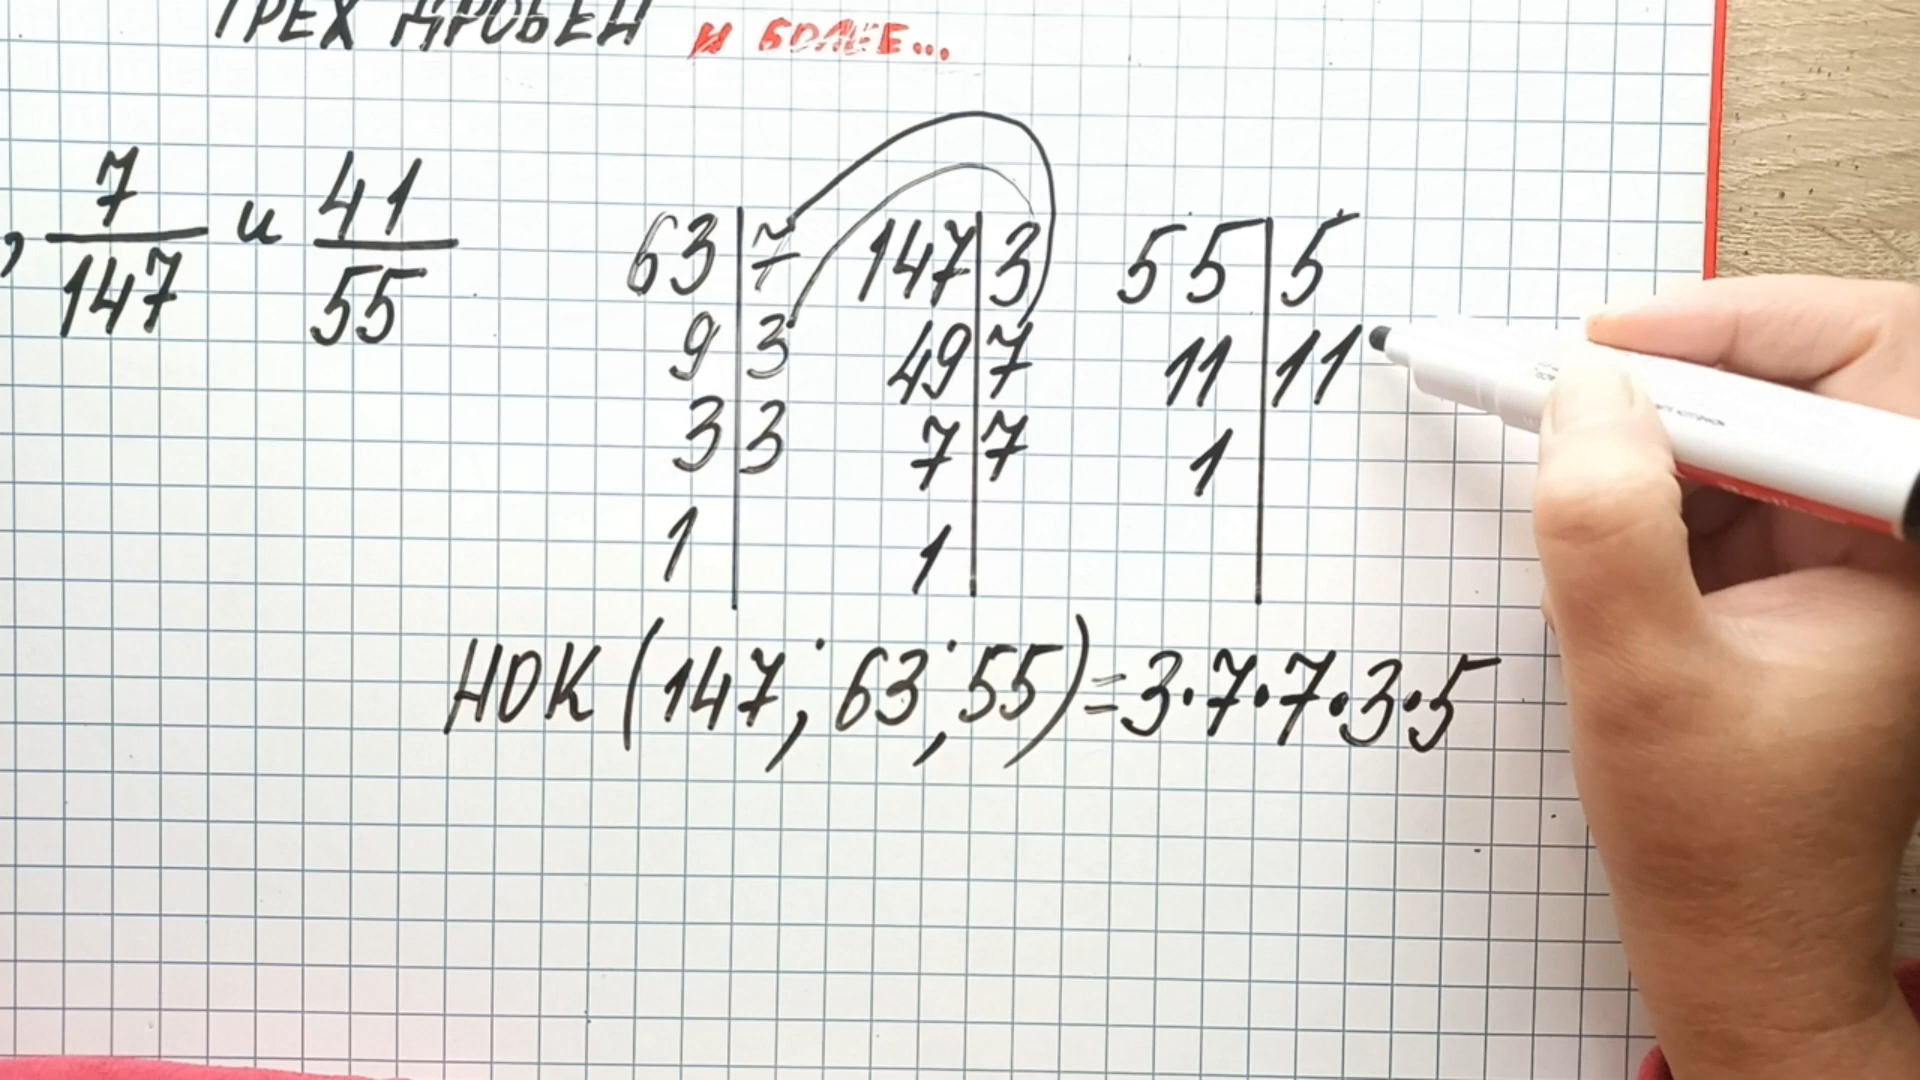 ТРЕХ ДРОБЕЙ И БОЛЕЕ...
, 7/147 и 41/55
63 | 7 147 | 3 55 | 5
9 | 3 49 | 7 11 | 11
3 | 3 7 | 7 1
1 1
НОК (147; 63; 55) = 3·7·7·3·5